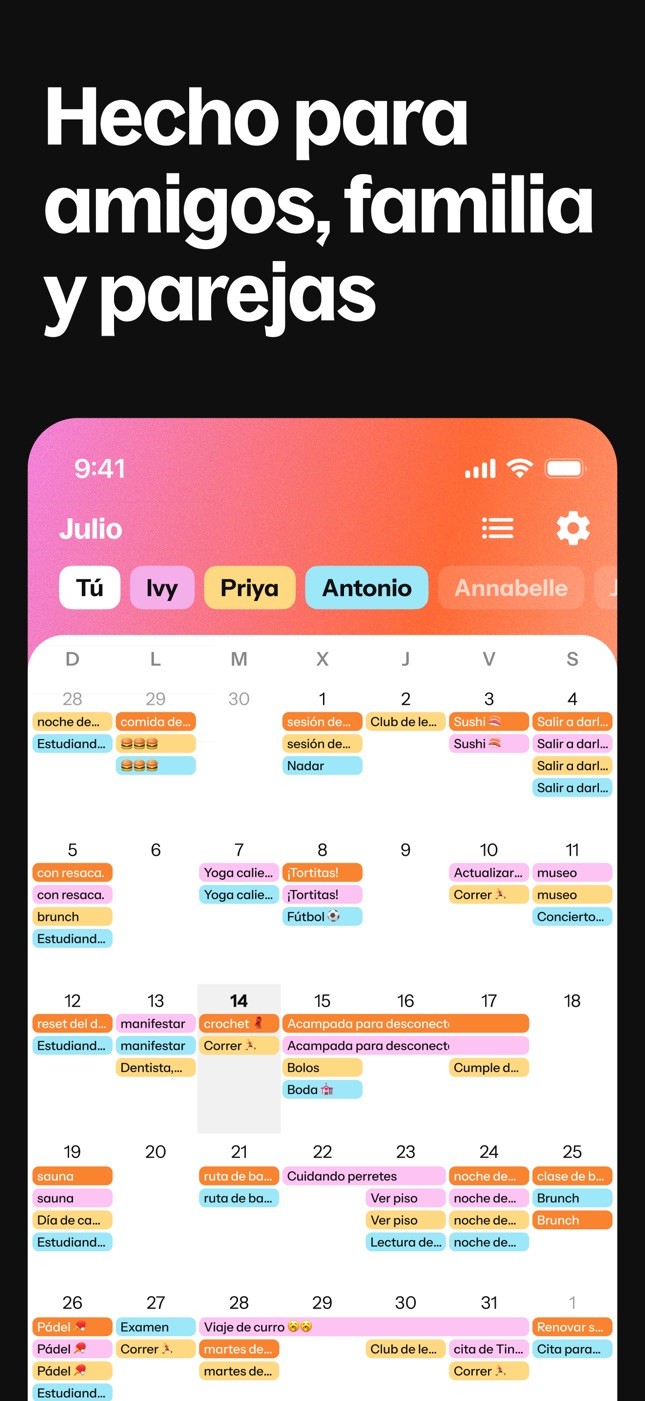 Hecho para
amigos, familia
y parejas
9:41
Julio
Tú Ivy Priya Antonio Annabelle J
D L M X J V S
28 29 30 1 2 3 4
noche de... comida de... sesión de... Club de le... Sushi 🍣 Salir a darl...
Estudiand... 🍔🍔🍔 sesión de... Sushi 🍣 Salir a darl...
🍔🍔🍔 Nadar Salir a darl...
Salir a darl...
5 6 7 8 9 10 11
con resaca. Yoga calie... ¡Tortitas! Actualizar... museo
con resaca. Yoga calie... ¡Tortitas! Correr 🏃 museo
brunch Fútbol ⚽ Concierto...
Estudiand...
12 13 14 15 16 17 18
reset del d... manifestar crochet 🧣 Acampada para desconect
Estudiand... manifestar Correr 🏃 Acampada para desconect
Dentista,... Bolos Cumple d...
Boda 💒
19 20 21 22 23 24 25
sauna ruta de ba... Cuidando perretes noche de... clase de b...
sauna ruta de ba... Ver piso noche de... Brunch
Día de ca... Ver piso noche de... Brunch
Estudiand... Lectura de... noche de...
26 27 28 29 30 31 1
Pádel 🏓 Examen Viaje de curro 😽😽 Renovar s...
Pádel 🏓 Correr 🏃 martes de... Club de le... cita de Tin... Cita para...
Pádel 🏓 martes de... Correr 🏃
Estudiand...